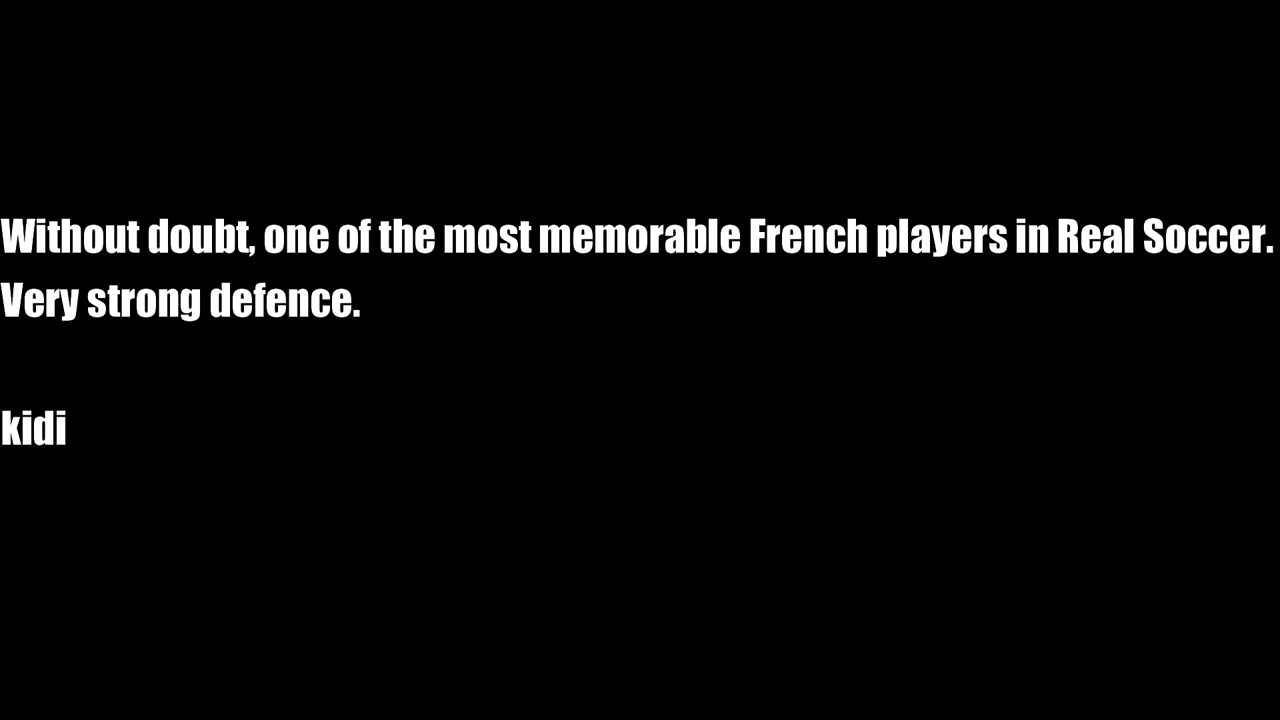 Without doubt, one of the most memorable French players in Real Soccer.
Very strong defence.
kidi